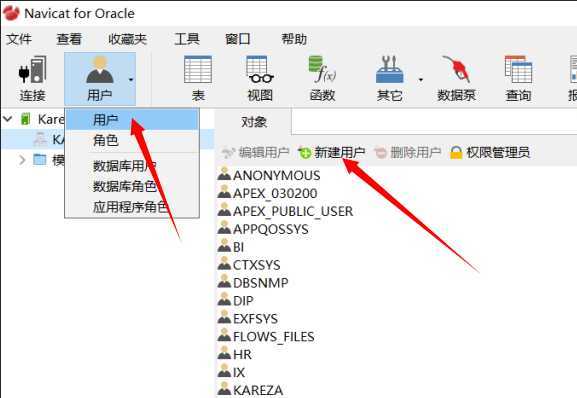 Navicat for Oracle
文件 查看 收藏夹 工具 窗口 帮助
连接 用户 表 视图 函数 其它 数据泵 查询
用户
角色
数据库用户
数据库角色
应用程序角色
对象
编辑用户 新建用户 删除用户 权限管理员
ANONYMOUS
APEX_030200
APEX_PUBLIC_USER
APPQOSSYS
BI
CTXSYS
DBSNMP
DIP
EXFSYS
FLOWS_FILES
HR
IX
KAREZA